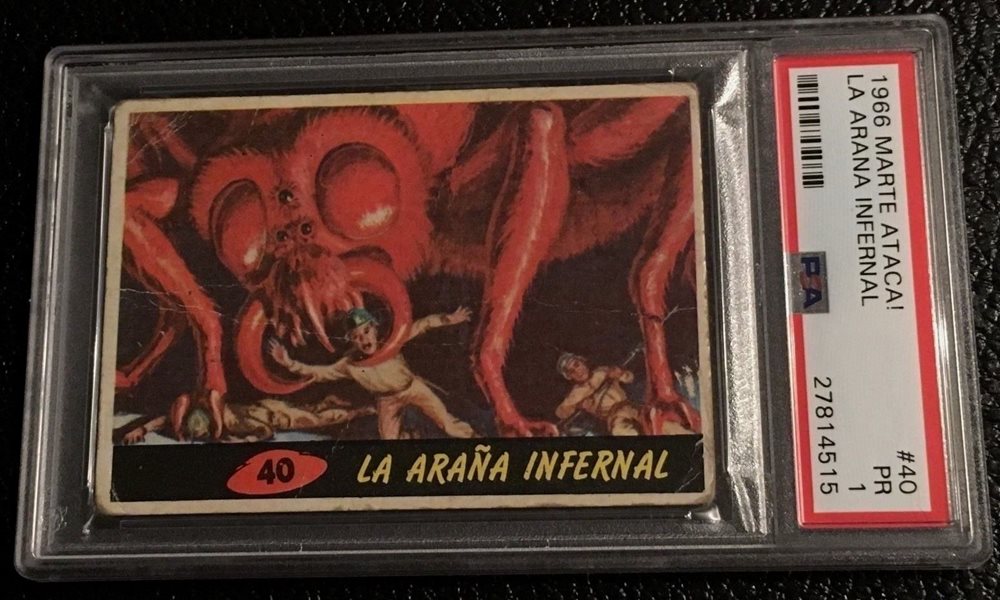 40 LA ARAÑA INFERNAL
1966 MARTE ATACA! #40
LA ARANA INFERNAL PR
1
PSA 27814515